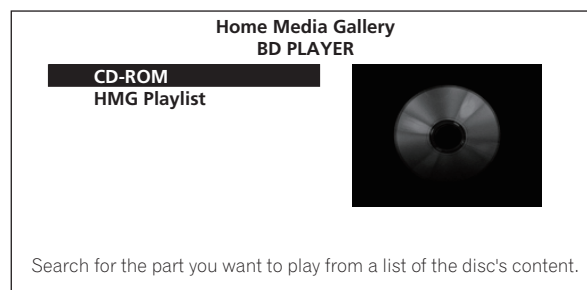 Home Media Gallery
BD PLAYER
CD-ROM
HMG Playlist
Search for the part you want to play from a list of the disc's content.